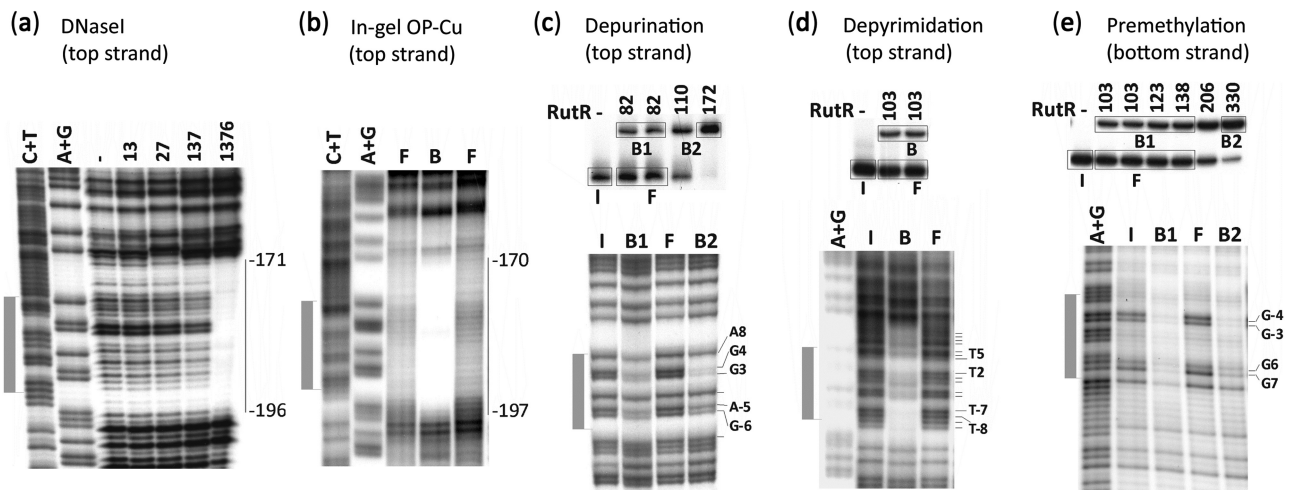 (a) DNaseI
(top strand)
C+T A+G - 13 27 137 1376
-171
-196
(b) In-gel OP-Cu
(top strand)
C+T A+G F B F
-170
-197
(c) Depurination
(top strand)
RutR - 82 82 110 172
B1 B2
I F
I B1 F B2
A8
G4
G3
A-5
G-6
(d) Depyrimidation
(top strand)
RutR - 103 103
B
I F
A+G I B F
T5
T2
T-7
T-8
(e) Premethylation
(bottom strand)
RutR - 103 103 123 138 206 330
B1 B2
I F
A+G I B1 F B2
G-4
G-3
G6
G7